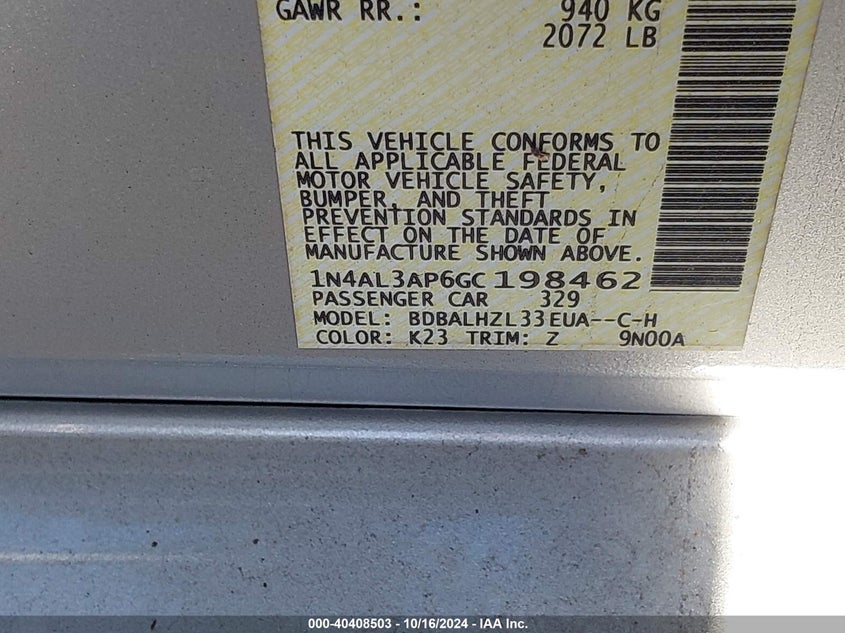 GAWR RR.: 940 KG
2072 LB
THIS VEHICLE CONFORMS TO
ALL APPLICABLE FEDERAL
MOTOR VEHICLE SAFETY,
BUMPER, AND THEFT
PREVENTION STANDARDS IN
EFFECT ON THE DATE OF
MANUFACTURE SHOWN ABOVE.
1N4AL3AP6GC198462
PASSENGER CAR 329
MODEL: BDBALHZL33EUA--C-H
COLOR: K23 TRIM: Z 9N00A
000-40408503 - 10/16/2024 - IAA Inc.